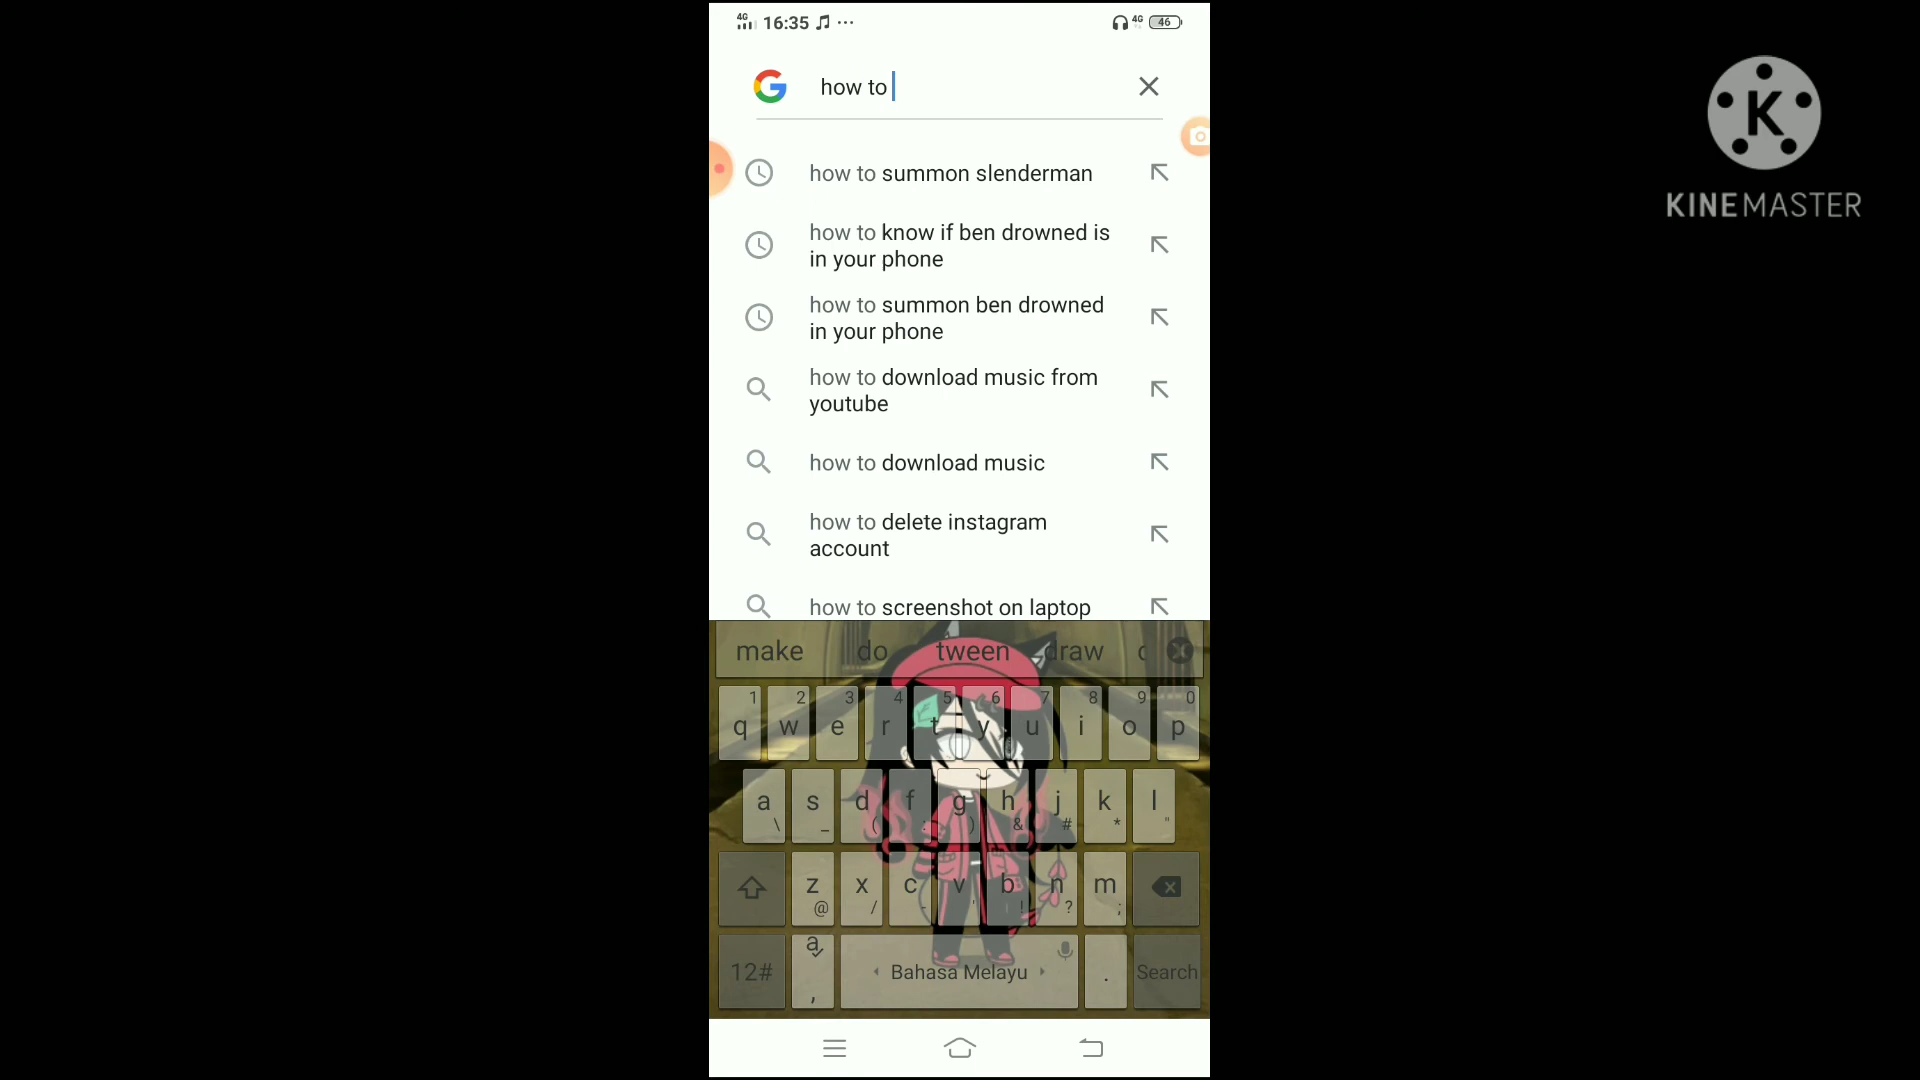 4G 16:35 ... 4G 46
how to
how to summon slenderman
how to know if ben drowned is
in your phone
how to summon ben drowned
in your phone
how to download music from
youtube
how to download music
how to delete instagram
account
how to screenshot on laptop
make do tween draw
1 2 3 4 5 6 7 8 9 0
q w e r t y u i o p
a s d f g h j k l
\ _ ( : ) & # * "
z x c v b n m
@ / - ' ! ? ;
12# a , Bahasa Melayu . Search
K
KINEMASTER